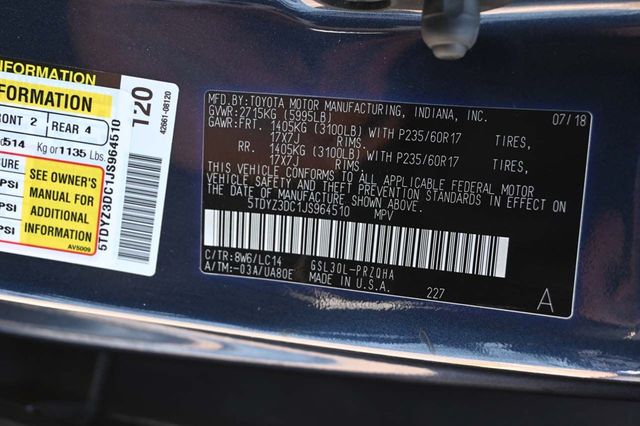 INFORMATION
FORMATION
FRONT 2 REAR 4
514 Kg or 1135 Lbs.
PSI
PSI
PSI
SEE OWNER'S
MANUAL FOR
ADDITIONAL
INFORMATION
AV5009
5TDYZ3DC1JS964510
120
42661-08120
MFD.BY:TOYOTA MOTOR MANUFACTURING, INDIANA, INC. 07/18
GVWR:2715KG (5995LB)
GAWR:FRT. 1405KG (3100LB) WITH P235/60R17 TIRES,
17X7J RIMS.
RR. 1405KG (3100LB) WITH P235/60R17 TIRES,
17X7J RIMS.
THIS VEHICLE CONFORMS TO ALL APPLICABLE FEDERAL MOTOR
VEHICLE SAFETY AND THEFT PREVENTION STANDARDS IN EFFECT ON
THE DATE OF MANUFACTURE SHOWN ABOVE.
5TDYZ3DC1JS964510 MPV
C/TR:8W6/LC14 GSL30L-PRZQHA
A/TM:-03A/UA80E MADE IN U.S.A.
227
A